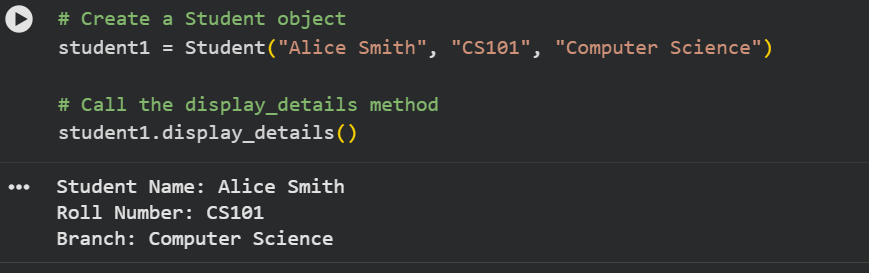 # Create a Student object
student1 = Student("Alice Smith", "CS101", "Computer Science")
# Call the display_details method
student1.display_details()
Student Name: Alice Smith
Roll Number: CS101
Branch: Computer Science